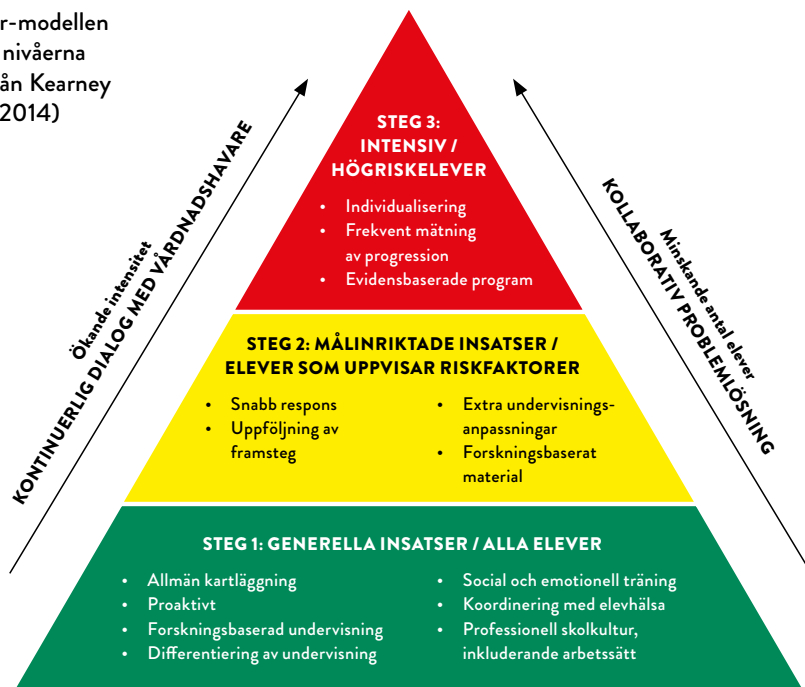 r-modellen
nivåerna
ån Kearney
2014)
Ökande intensitet
KONTINUERLIG DIALOG MED VÅRDNADSHAVARE
Minskande antal elever
KOLLABORATIV PROBLEMLÖSNING
STEG 3:
INTENSIV /
HÖGRISKELEVER
• Individualisering
• Frekvent mätning
av progression
• Evidensbaserade program
STEG 2: MÅLINRIKTADE INSATSER /
ELEVER SOM UPPVISAR RISKFAKTORER
• Snabb respons
• Uppföljning av
framsteg
• Extra undervisnings-
anpassningar
• Forskningsbaserat
material
STEG 1: GENERELLA INSATSER / ALLA ELEVER
• Allmän kartläggning
• Proaktivt
• Forskningsbaserad undervisning
• Differentiering av undervisning
• Social och emotionell träning
• Koordinering med elevhälsa
• Professionell skolkultur,
inkluderande arbetssätt